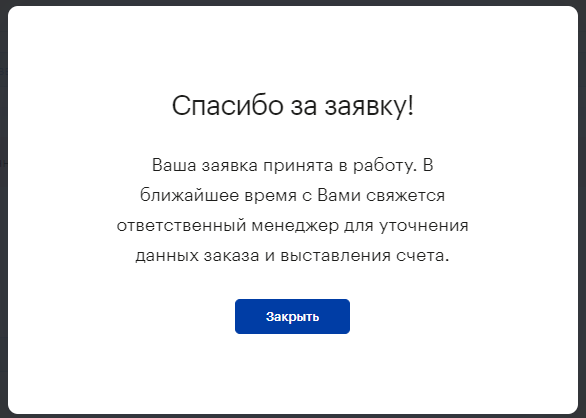 Спасибо за заявку!
Ваша заявка принята в работу. В
ближайшее время с Вами свяжется
ответственный менеджер для уточнения
данных заказа и выставления счета.
Закрыть